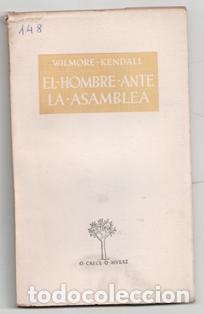 148
WILMORE·KENDALL
EL·HOMBRE·ANTE
LA·ASAMBLEA
O·CRECE·O·MUERE
todocoleccion